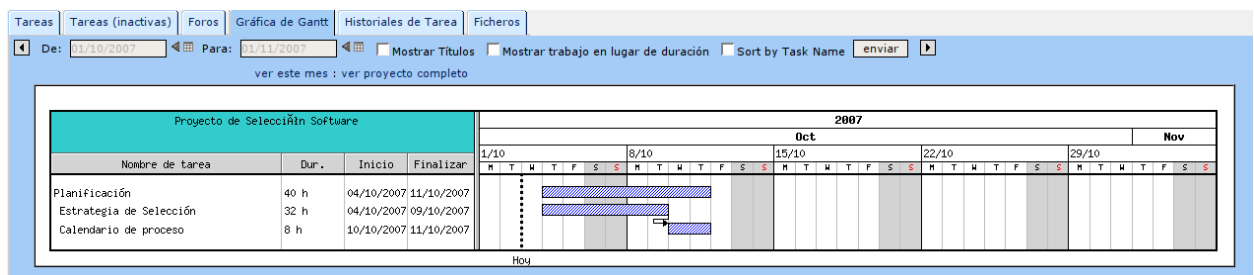 Tareas Tareas (inactivas) Foros Gráfica de Gantt Historiales de Tarea Ficheros
De: 01/10/2007 Para: 01/11/2007 Mostrar Títulos Mostrar trabajo en lugar de duración Sort by Task Name enviar
ver este mes : ver proyecto completo
Proyecto de SelecciĂłn Software 2007
Oct Nov
1/10 8/10 15/10 22/10 29/10
Nombre de tarea Dur. Inicio Finalizar M T W T F S S M T W T F S S M T W T F S S M T W T F S S M T W T F S S
Planificación 40 h 04/10/2007 11/10/2007
Estrategia de Selección 32 h 04/10/2007 09/10/2007
Calendario de proceso 8 h 10/10/2007 11/10/2007
Hoy